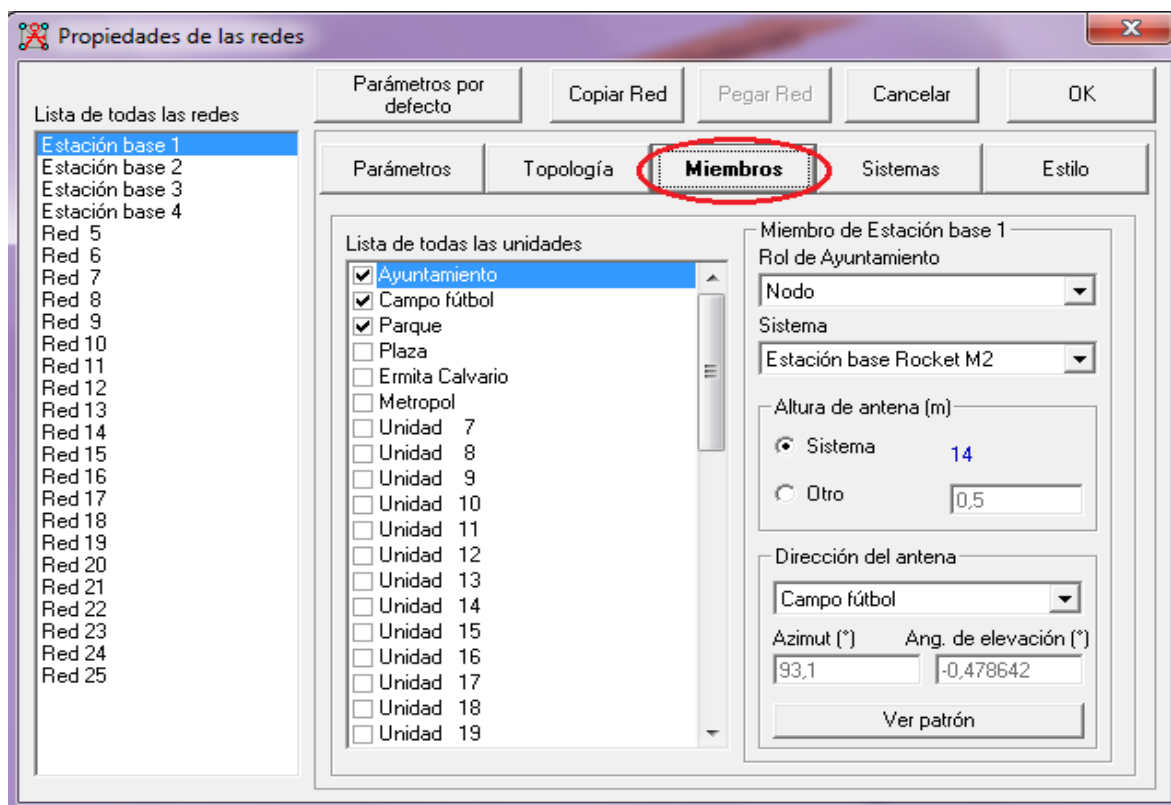 Propiedades de las redes
Parámetros por defecto
Copiar Red
Pegar Red
Cancelar
OK
Lista de todas las redes
Estación base 1
Estación base 2
Estación base 3
Estación base 4
Red 5
Red 6
Red 7
Red 8
Red 9
Red 10
Red 11
Red 12
Red 13
Red 14
Red 15
Red 16
Red 17
Red 18
Red 19
Red 20
Red 21
Red 22
Red 23
Red 24
Red 25
Parámetros
Topología
Miembros
Sistemas
Estilo
Lista de todas las unidades
Ayuntamiento
Campo fútbol
Parque
Plaza
Ermita Calvario
Metropol
Unidad 7
Unidad 8
Unidad 9
Unidad 10
Unidad 11
Unidad 12
Unidad 13
Unidad 14
Unidad 15
Unidad 16
Unidad 17
Unidad 18
Unidad 19
Miembro de Estación base 1
Rol de Ayuntamiento
Nodo
Sistema
Estación base Rocket M2
Altura de antena (m)
Sistema 14
Otro 0,5
Dirección del antena
Campo fútbol
Azimut (°) Ang. de elevación (°)
93,1 -0,478642
Ver patrón